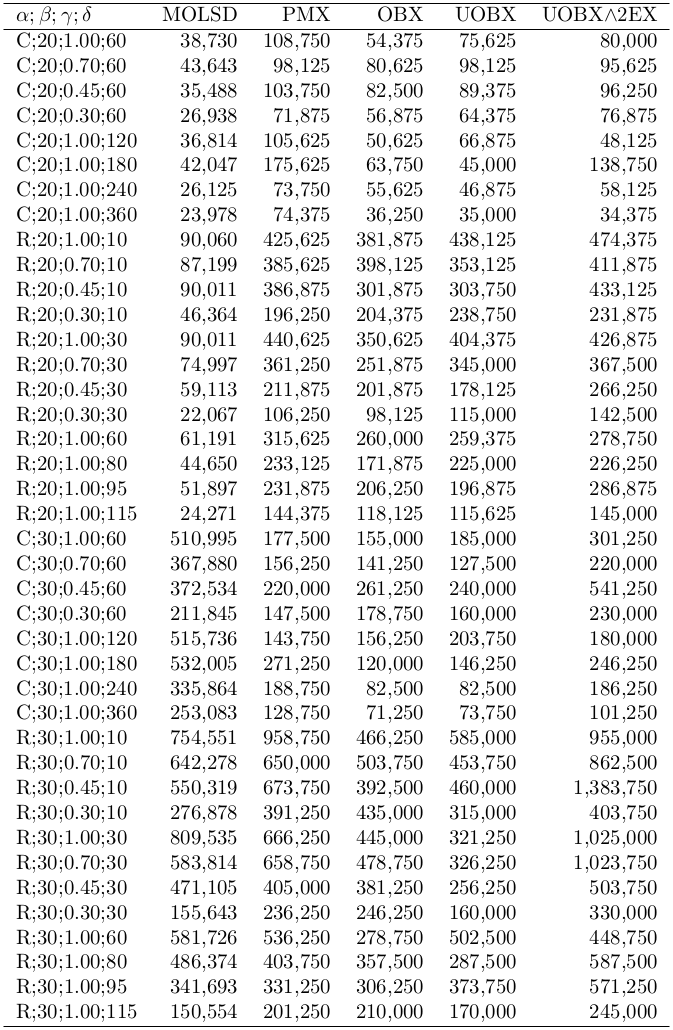 α; β; γ; δ MOLSD PMX OBX UOBX UOBX∧2EX
C;20;1.00;60 38,730 108,750 54,375 75,625 80,000
C;20;0.70;60 43,643 98,125 80,625 98,125 95,625
C;20;0.45;60 35,488 103,750 82,500 89,375 96,250
C;20;0.30;60 26,938 71,875 56,875 64,375 76,875
C;20;1.00;120 36,814 105,625 50,625 66,875 48,125
C;20;1.00;180 42,047 175,625 63,750 45,000 138,750
C;20;1.00;240 26,125 73,750 55,625 46,875 58,125
C;20;1.00;360 23,978 74,375 36,250 35,000 34,375
R;20;1.00;10 90,060 425,625 381,875 438,125 474,375
R;20;0.70;10 87,199 385,625 398,125 353,125 411,875
R;20;0.45;10 90,011 386,875 301,875 303,750 433,125
R;20;0.30;10 46,364 196,250 204,375 238,750 231,875
R;20;1.00;30 90,011 440,625 350,625 404,375 426,875
R;20;0.70;30 74,997 361,250 251,875 345,000 367,500
R;20;0.45;30 59,113 211,875 201,875 178,125 266,250
R;20;0.30;30 22,067 106,250 98,125 115,000 142,500
R;20;1.00;60 61,191 315,625 260,000 259,375 278,750
R;20;1.00;80 44,650 233,125 171,875 225,000 226,250
R;20;1.00;95 51,897 231,875 206,250 196,875 286,875
R;20;1.00;115 24,271 144,375 118,125 115,625 145,000
C;30;1.00;60 510,995 177,500 155,000 185,000 301,250
C;30;0.70;60 367,880 156,250 141,250 127,500 220,000
C;30;0.45;60 372,534 220,000 261,250 240,000 541,250
C;30;0.30;60 211,845 147,500 178,750 160,000 230,000
C;30;1.00;120 515,736 143,750 156,250 203,750 180,000
C;30;1.00;180 532,005 271,250 120,000 146,250 246,250
C;30;1.00;240 335,864 188,750 82,500 82,500 186,250
C;30;1.00;360 253,083 128,750 71,250 73,750 101,250
R;30;1.00;10 754,551 958,750 466,250 585,000 955,000
R;30;0.70;10 642,278 650,000 503,750 453,750 862,500
R;30;0.45;10 550,319 673,750 392,500 460,000 1,383,750
R;30;0.30;10 276,878 391,250 435,000 315,000 403,750
R;30;1.00;30 809,535 666,250 445,000 321,250 1,025,000
R;30;0.70;30 583,814 658,750 478,750 326,250 1,023,750
R;30;0.45;30 471,105 405,000 381,250 256,250 503,750
R;30;0.30;30 155,643 236,250 246,250 160,000 330,000
R;30;1.00;60 581,726 536,250 278,750 502,500 448,750
R;30;1.00;80 486,374 403,750 357,500 287,500 587,500
R;30;1.00;95 341,693 331,250 306,250 373,750 571,250
R;30;1.00;115 150,554 201,250 210,000 170,000 245,000